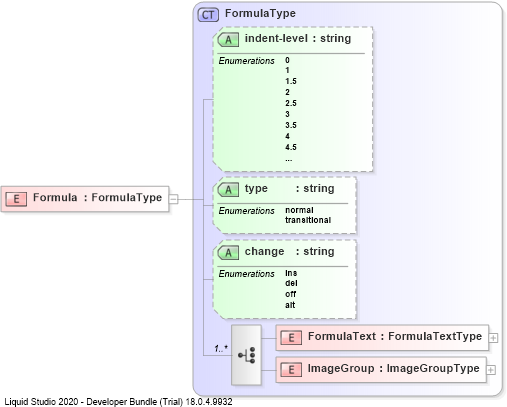 CT FormulaType
A indent-level : string
Enumerations 0
1
1.5
2
2.5
3
3.5
4
4.5
...
E Formula : FormulaType
A type : string
Enumerations normal
transitional
A change : string
Enumerations ins
del
off
alt
1..*
E FormulaText : FormulaTextType
E ImageGroup : ImageGroupType
Liquid Studio 2020 - Developer Bundle (Trial) 18.0.4.9932